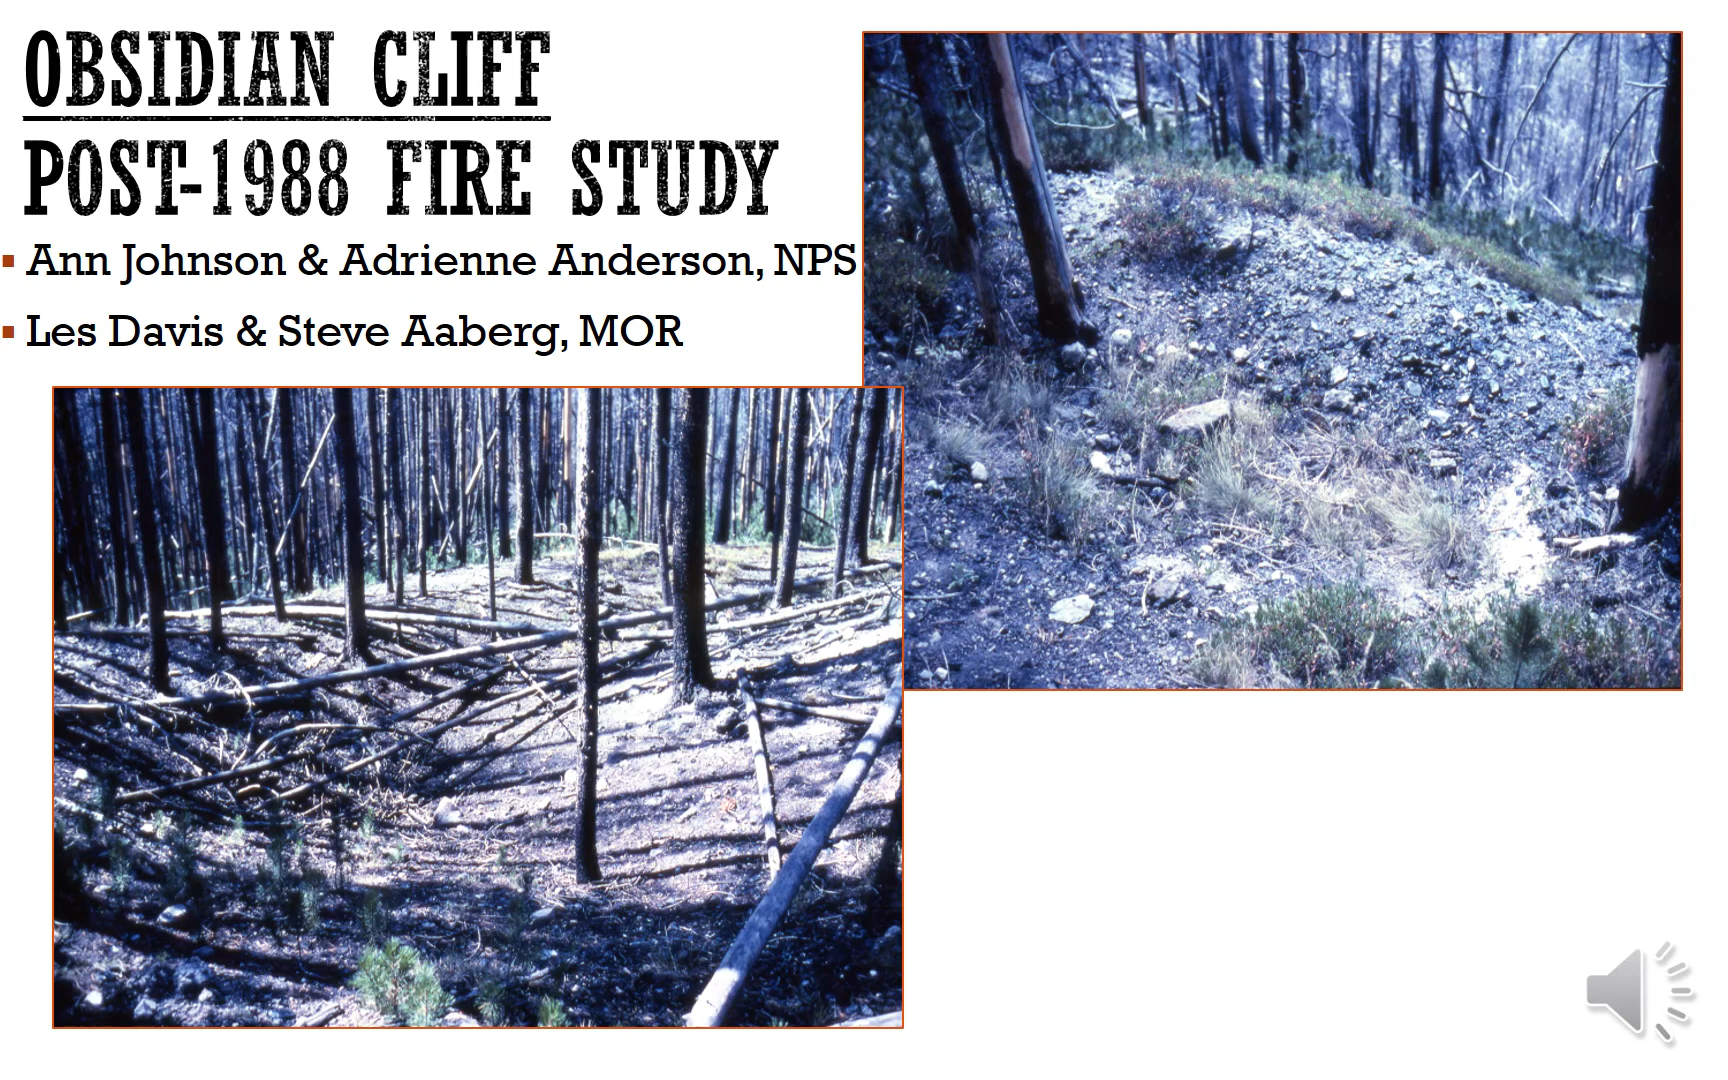 OBSIDIAN CLIFF
POST-1988 FIRE STUDY
▪ Ann Johnson & Adrienne Anderson, NPS
▪ Les Davis & Steve Aaberg, MOR